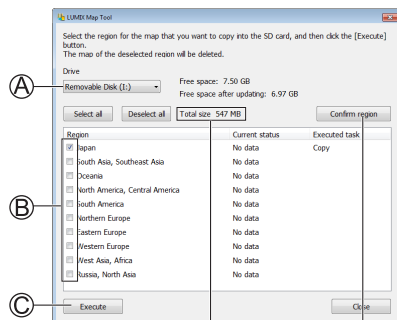 LUMIX Map Tool
Select the region for the map that you want to copy into the SD card, and then click the [Execute]
button.
The map of the deselected region will be deleted.
Drive
A
Removable Disk (I:)
Free space: 7.50 GB
Free space after updating: 6.97 GB
Select all Deselect all Total size 547 MB Confirm region
Region Current status Executed task
Japan No data Copy
South Asia, Southeast Asia No data
Oceania No data
North America, Central America No data
South America No data
B
Northern Europe No data
Eastern Europe No data
Western Europe No data
West Asia, Africa No data
Russia, North Asia No data
C
Execute Close